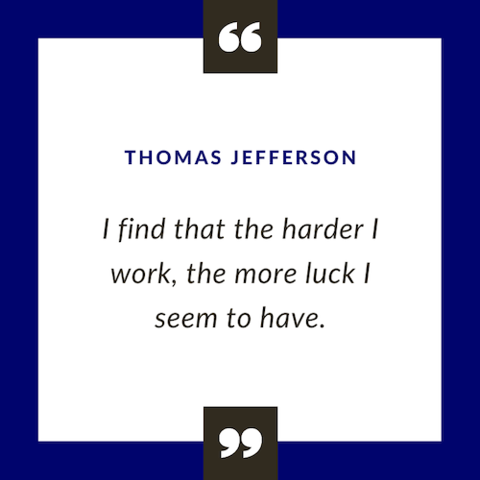 “
THOMAS JEFFERSON
I find that the harder I
work, the more luck I
seem to have.
”